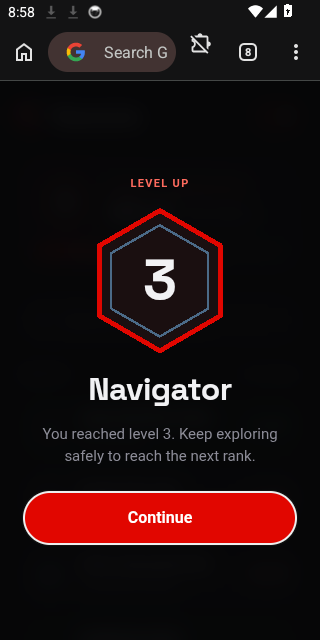 8:58
Search G
8
LEVEL UP
3
Navigator
You reached level 3. Keep exploring
safely to reach the next rank.
Continue